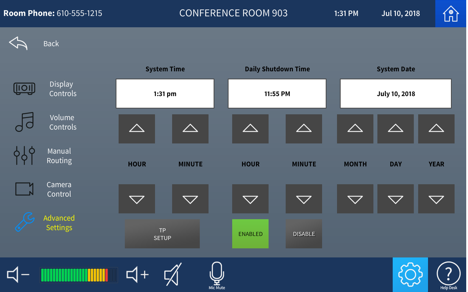 Room Phone: 610-555-1215 CONFERENCE ROOM 903 1:31 PM Jul 10, 2018
Back
System Time Daily Shutdown Time System Date
Display Controls
1:31 pm 11:55 PM July 10, 2018
Volume Controls
Manual Routing
HOUR MINUTE HOUR MINUTE MONTH DAY YEAR
Camera Control
Advanced Settings
TP SETUP
ENABLED DISABLE
Mic Mute
? Help Desk